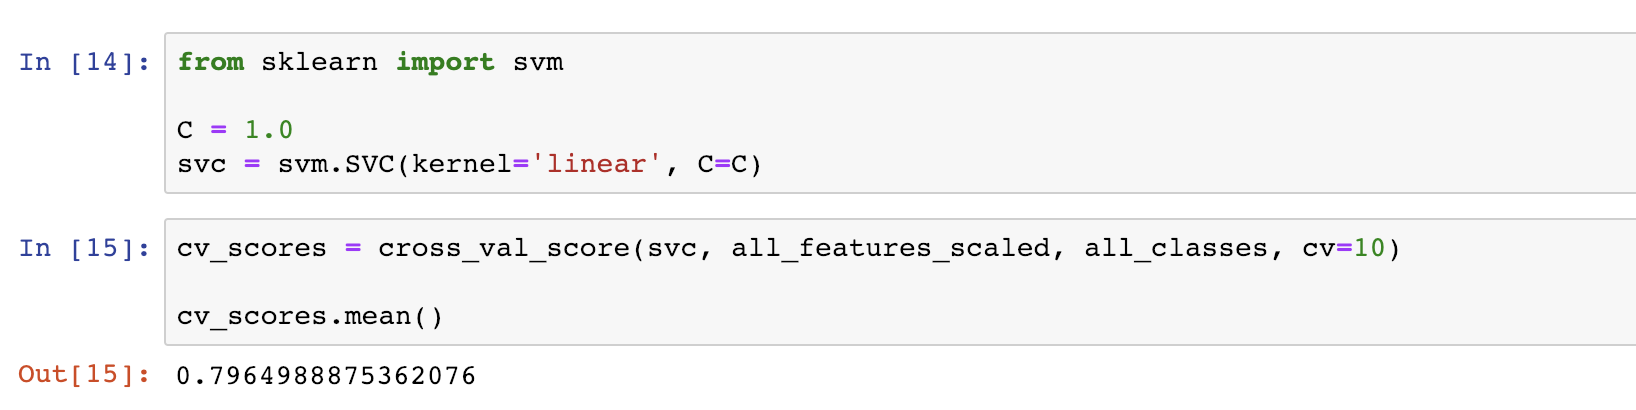 In [14]: from sklearn import svm
C = 1.0
svc = svm.SVC(kernel='linear', C=C)
In [15]: cv_scores = cross_val_score(svc, all_features_scaled, all_classes, cv=10)
cv_scores.mean()
Out[15]: 0.7964988875362076